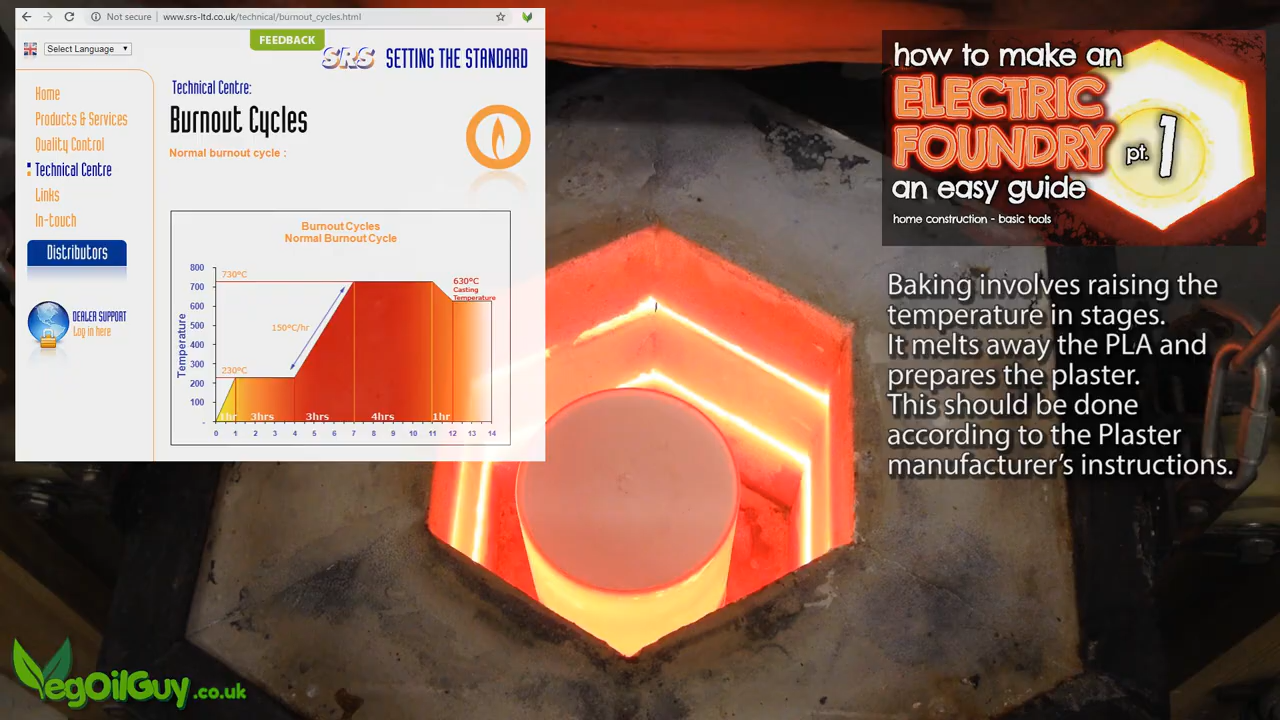 Not secure | www.srs-ltd.co.uk/technical/burnout_cycles.html
Select Language
FEEDBACK
SRS SETTING THE STANDARD
Home
Products & Services
Quality Control
Technical Centre
Links
In-touch
Distributors
DEALER SUPPORT
Log in here
Technical Centre:
Burnout Cycles
Normal burnout cycle :
Burnout Cycles
Normal Burnout Cycle
Temperature
800
700
600
500
400
300
200
100
-
730ºC
150ºC/hr
230ºC
630ºC
Casting
Temperature
1hr 3hrs 3hrs 4hrs 1hr
0 1 2 3 4 5 6 7 8 9 10 11 12 13 14
how to make an
ELECTRIC
FOUNDRY pt. 1
an easy guide
home construction - basic tools
Baking involves raising the
temperature in stages.
It melts away the PLA and
prepares the plaster.
This should be done
according to the Plaster
manufacturer's instructions.
VegOilGuy.co.uk